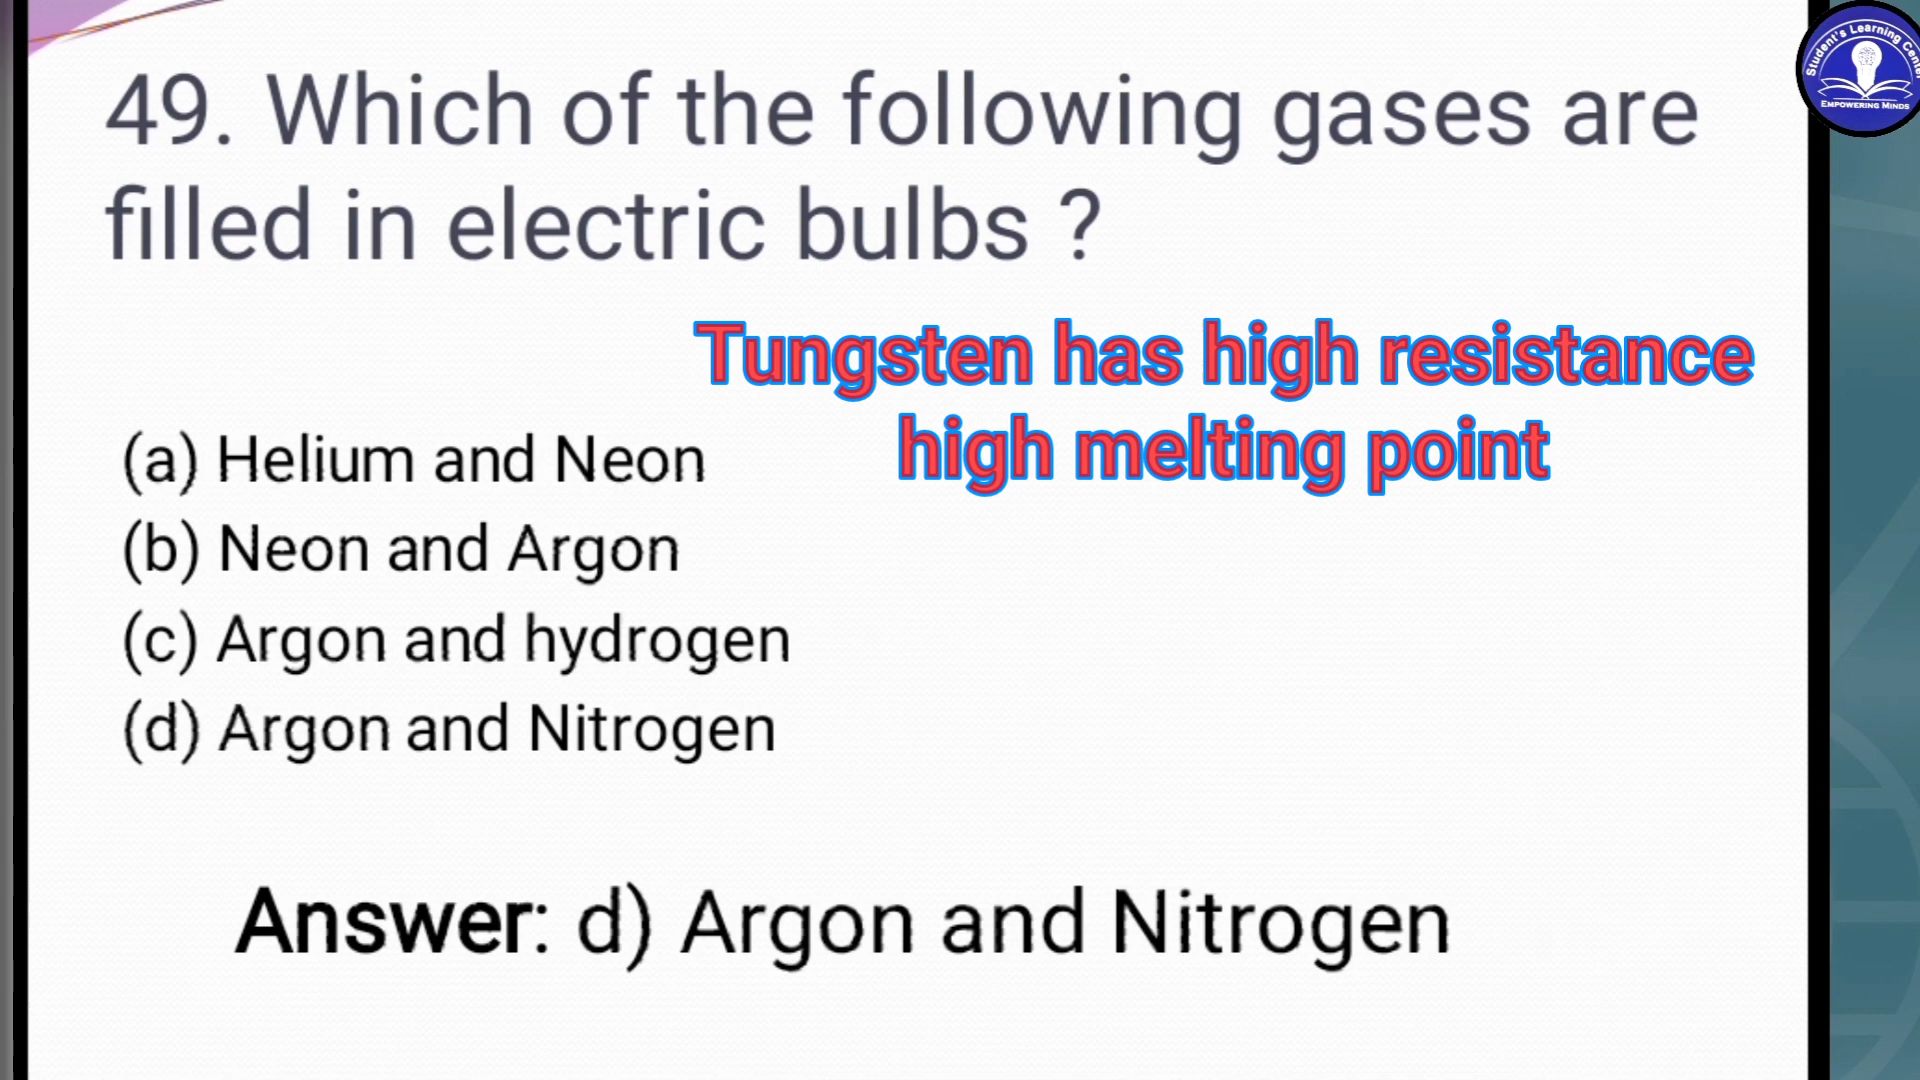 49. Which of the following gases are
filled in electric bulbs ?
Tungsten has high resistance
high melting point
(a) Helium and Neon
(b) Neon and Argon
(c) Argon and hydrogen
(d) Argon and Nitrogen
Answer: d) Argon and Nitrogen
Student's Learning Center
EMPOWERING MINDS